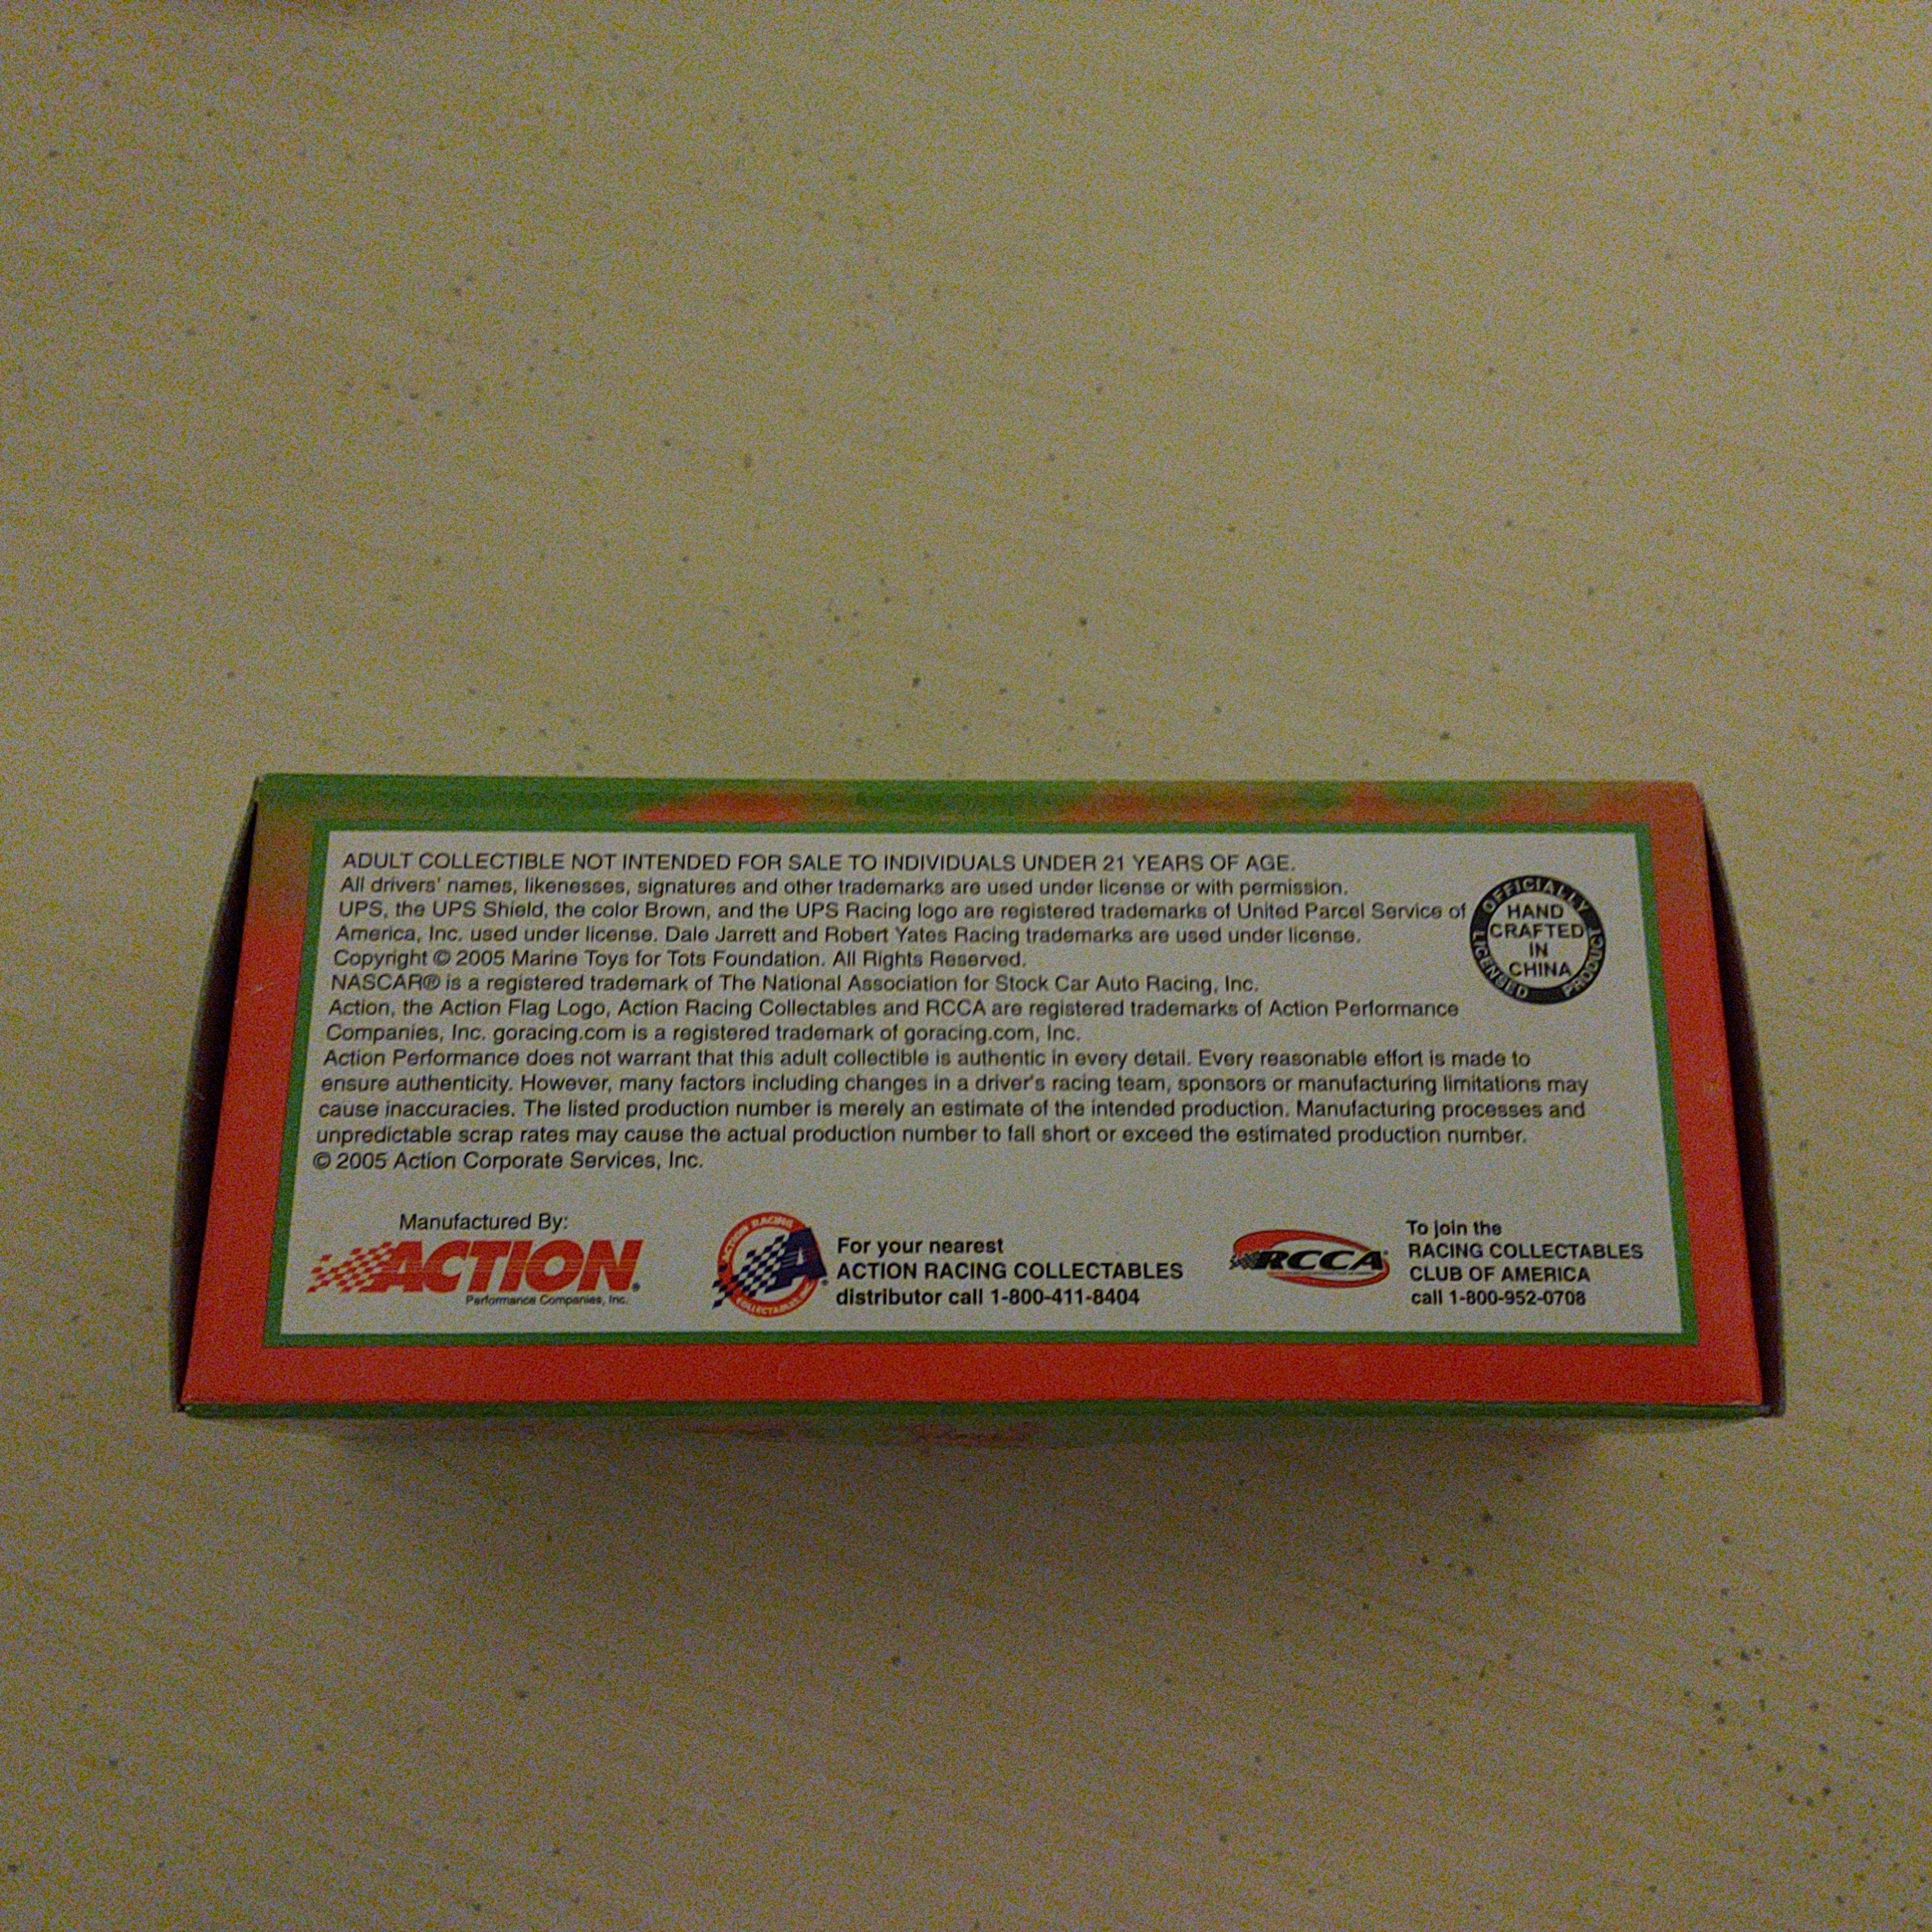 ADULT COLLECTIBLE NOT INTENDED FOR SALE TO INDIVIDUALS UNDER 21 YEARS OF AGE.
All drivers' names, likenesses, signatures and other trademarks are used under license or with permission.
UPS, the UPS Shield, the color Brown, and the UPS Racing logo are registered trademarks of United Parcel Service of
America, Inc. used under license. Dale Jarrett and Robert Yates Racing trademarks are used under license.
Copyright © 2005 Marine Toys for Tots Foundation. All Rights Reserved.
NASCAR® is a registered trademark of The National Association for Stock Car Auto Racing, Inc.
Action, the Action Flag Logo, Action Racing Collectables and RCCA are registered trademarks of Action Performance
Companies, Inc. goracing.com is a registered trademark of goracing.com, Inc.
Action Performance does not warrant that this adult collectible is authentic in every detail. Every reasonable effort is made to
ensure authenticity. However, many factors including changes in a driver's racing team, sponsors or manufacturing limitations may
cause inaccuracies. The listed production number is merely an estimate of the intended production. Manufacturing processes and
unpredictable scrap rates may cause the actual production number to fall short or exceed the estimated production number.
© 2005 Action Corporate Services, Inc.
OFFICIALLY LICENSED PRODUCT
HAND
CRAFTED
IN
CHINA
Manufactured By:
ACTION
Performance Companies, Inc.
ACTION RACING
A
COLLECTABLES
For your nearest
ACTION RACING COLLECTABLES
distributor call 1-800-411-8404
RCCA
To join the
RACING COLLECTABLES
CLUB OF AMERICA
call 1-800-952-0708